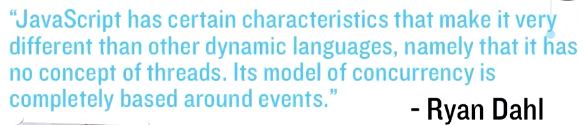 “JavaScript has certain characteristics that make it very
different than other dynamic languages, namely that it has
no concept of threads. Its model of concurrency is
completely based around events.”
- Ryan Dahl